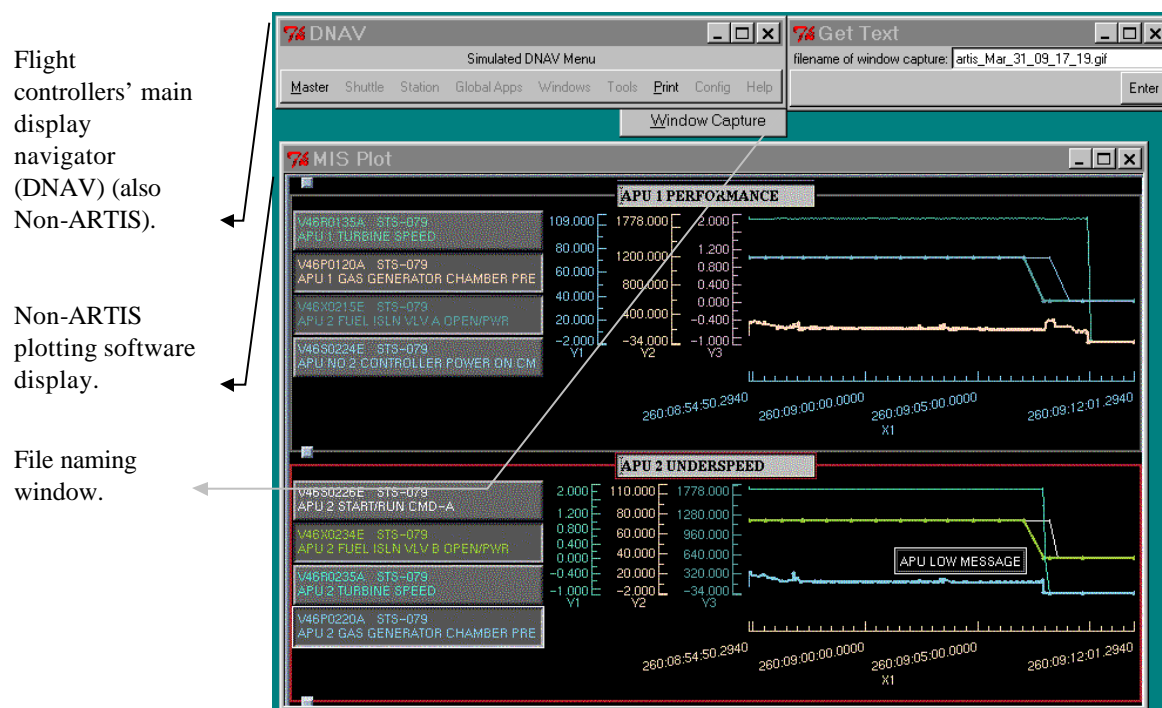 Flight
controllers’ main
display
navigator
(DNAV) (also
Non-ARTIS).
Non-ARTIS
plotting software
display.
File naming
window.
DNAV
Simulated DNAV Menu
Master Shuttle Station Global Apps Windows Tools Print Config Help
Window Capture
Get Text
filename of window capture: artis_Mar_31_09_17_19.gif
Enter
MIS Plot
APU 1 PERFORMANCE
V46R0135A STS-079
APU 1 TURBINE SPEED
V46P0120A STS-079
APU 1 GAS GENERATOR CHAMBER PRE
V46X0215E STS-079
APU 2 FUEL ISLN VLV A OPEN/PWR
V46S0224E STS-079
APU NO 2 CONTROLLER POWER ON CM
109.000 1778.000 2.000
80.000 1200.000 1.200
60.000 800.000 0.800
40.000 400.000 0.400
20.000 -34.000 0.000
-2.000 -0.400
-1.000
Y1 Y2 Y3
260:08:54:50.2940 260:09:00:00.0000 260:09:05:00.0000 260:09:12:01.2940
X1
APU 2 UNDERSPEED
V46S0226E STS-079
APU 2 START/RUN CMD-A
V46X0234E STS-079
APU 2 FUEL ISLN VLV B OPEN/PWR
V46R0235A STS-079
APU 2 TURBINE SPEED
V46P0220A STS-079
APU 2 GAS GENERATOR CHAMBER PRE
2.000 110.000 1778.000
1.200 80.000 1280.000
0.800 60.000 960.000
0.400 40.000 640.000
0.000 20.000 320.000
-0.400 -2.000 -34.000
-1.000
Y1 Y2 Y3
APU LOW MESSAGE
260:08:54:50.2940 260:09:00:00.0000 260:09:05:00.0000 260:09:12:01.2940
X1